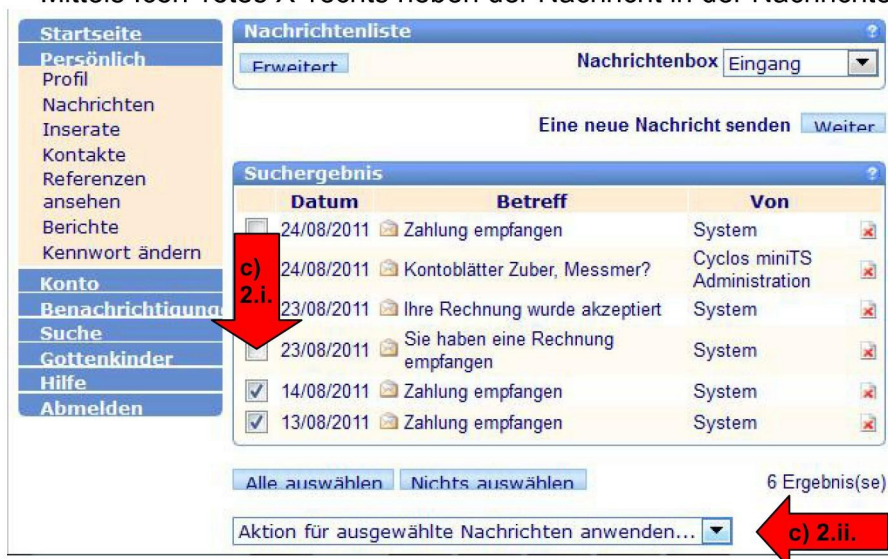 Startseite
Persönlich
Profil
Nachrichten
Inserate
Kontakte
Referenzen
ansehen
Berichte
Kennwort ändern
Konto
Suche
Gottenkinder
Hilfe
Abmelden
Nachrichtenliste ?
Erweitert Nachrichtenbox Eingang
Eine neue Nachricht senden Weiter
Suchergebnis ?
Datum Betreff Von
24/08/2011 Zahlung empfangen System
24/08/2011 Kontoblätter Zuber, Messmer? Cyclos miniTS
Administration
23/08/2011 Ihre Rechnung wurde akzeptiert System
23/08/2011 Sie haben eine Rechnung
empfangen System
14/08/2011 Zahlung empfangen System
13/08/2011 Zahlung empfangen System
c)
2.i.
Alle auswählen Nichts auswählen 6 Ergebnis(se)
Aktion für ausgewählte Nachrichten anwenden...
c) 2.ii.